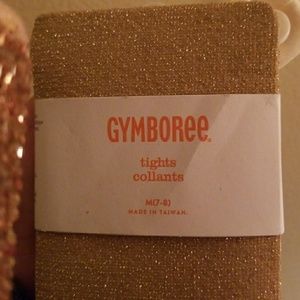 GYMBOREE
tights
collants
M(7-8)
MADE IN TAIWAN.